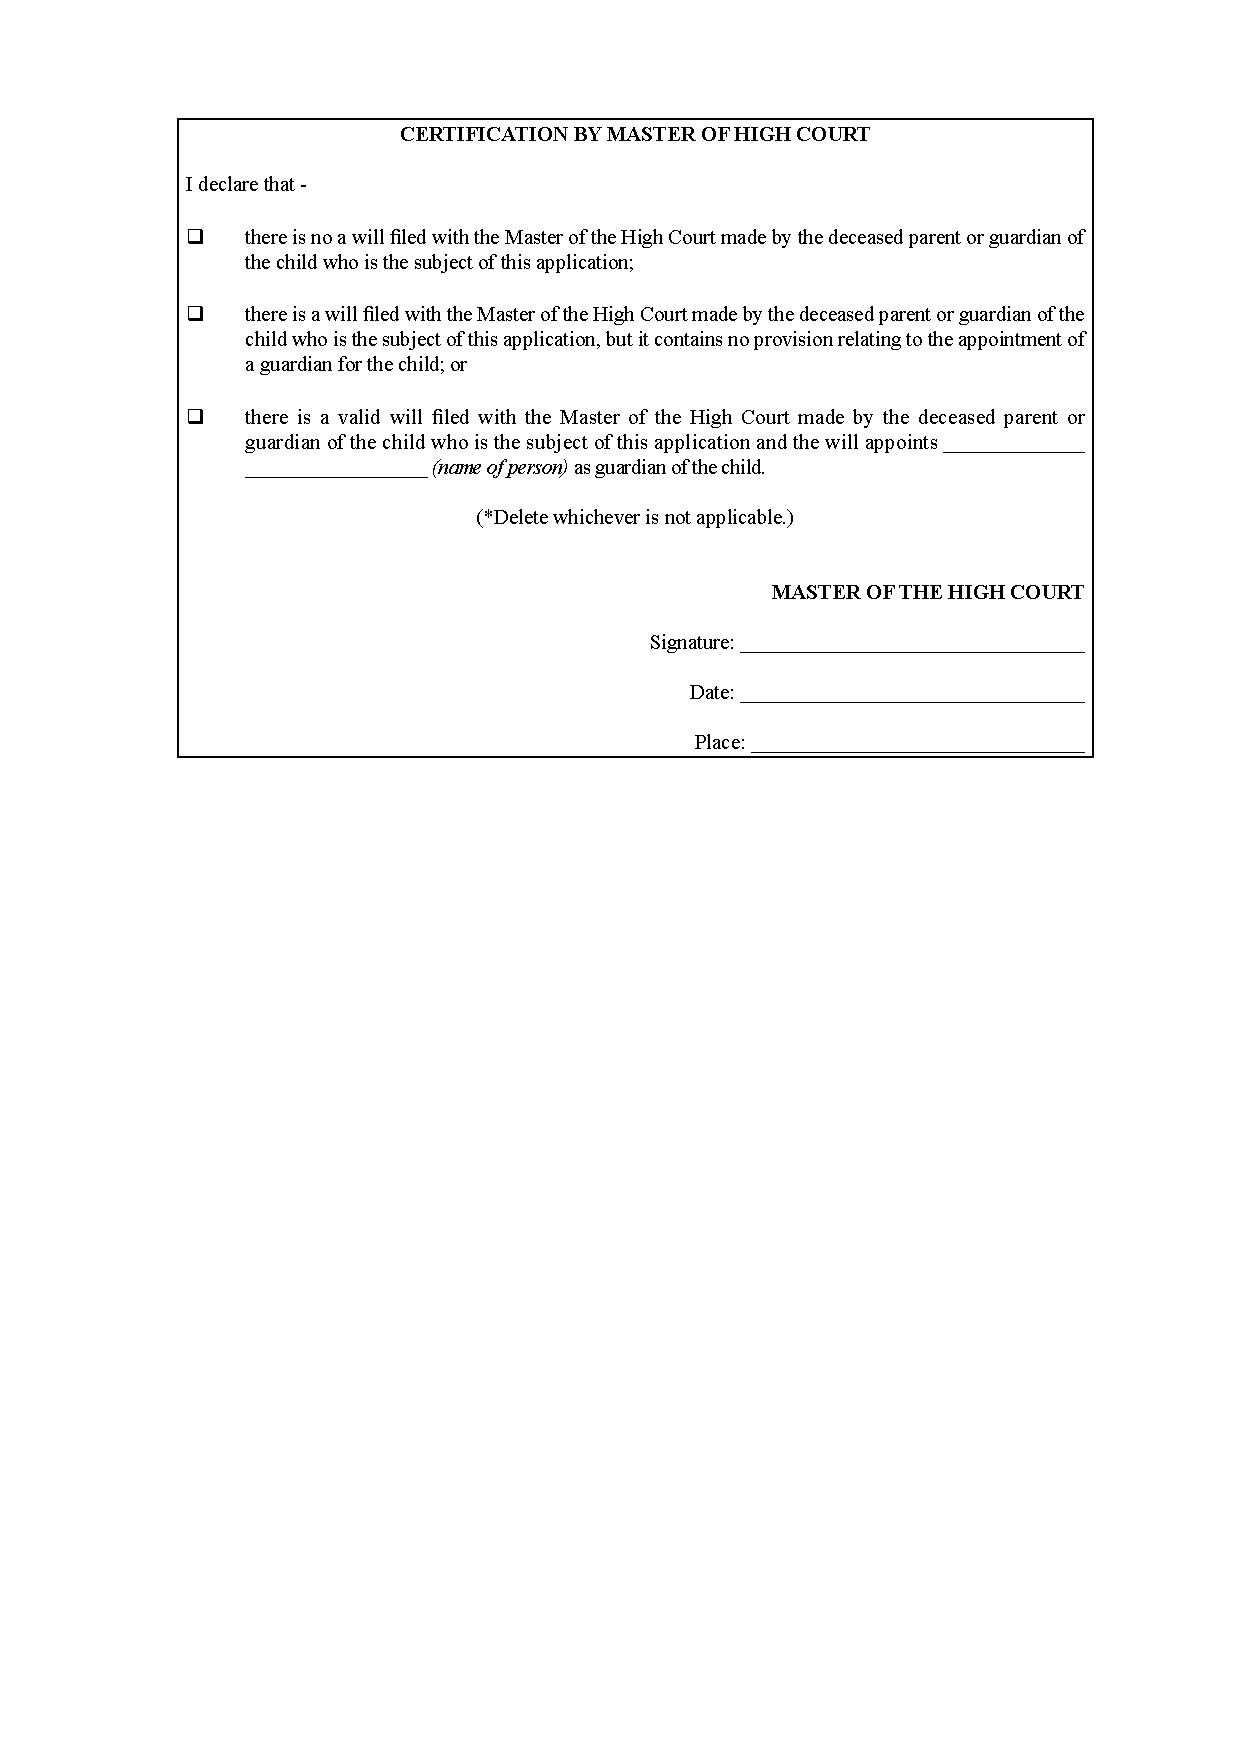 CERTIFICATION BY MASTER OF HIGH COURT
I declare that -
❑ there is no a will filed with the Master of the High Court made by the deceased parent or guardian of
the child who is the subject of this application;
❑ there is a will filed with the Master of the High Court made by the deceased parent or guardian of the
child who is the subject of this application, but it contains no provision relating to the appointment of
a guardian for the child; or
❑ there is a valid will filed with the Master of the High Court made by the deceased parent or
guardian of the child who is the subject of this application and the will appoints _____________
_________________ (name of person) as guardian of the child.
(*Delete whichever is not applicable.)
MASTER OF THE HIGH COURT
Signature: ________________________________
Date: ________________________________
Place: _______________________________